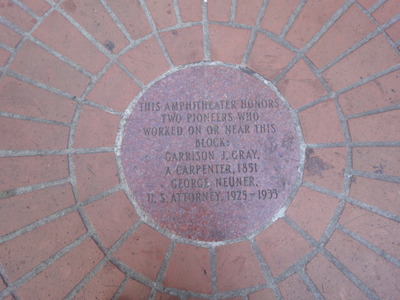 THIS AMPHITHEATER HONORS
TWO PIONEERS WHO
WORKED ON OR NEAR THIS
BLOCK:
GARRISON J. GRAY,
A CARPENTER, 1851
GEORGE NEUNER,
U.S. ATTORNEY, 1925-1933